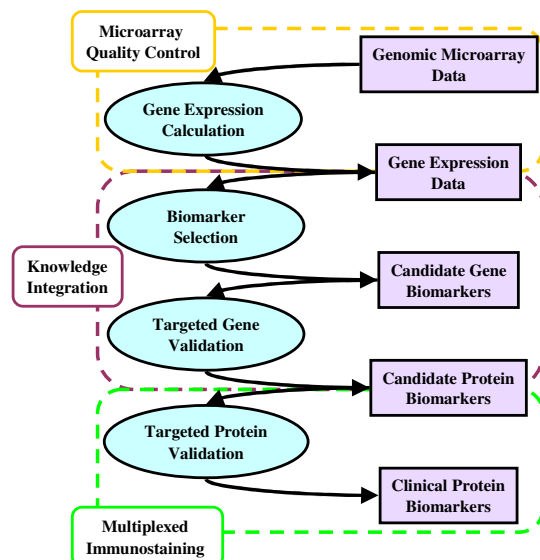 Microarray
Quality Control
Genomic Microarray
Data
Gene Expression
Calculation
Gene Expression
Data
Biomarker
Selection
Knowledge
Integration
Candidate Gene
Biomarkers
Targeted Gene
Validation
Candidate Protein
Biomarkers
Targeted Protein
Validation
Clinical Protein
Biomarkers
Multiplexed
Immunostaining